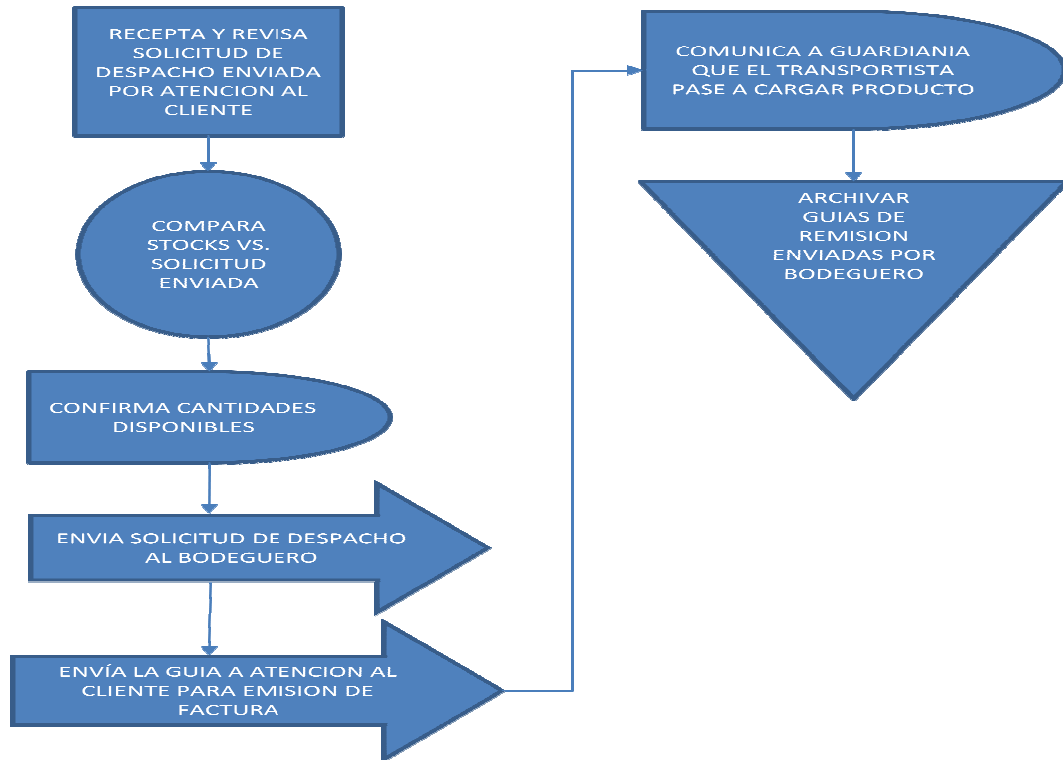 RECEPTA Y REVISA
SOLICITUD DE
DESPACHO ENVIADA
POR ATENCION AL
CLIENTE
COMPARA
STOCKS VS.
SOLICITUD
ENVIADA
CONFIRMA CANTIDADES
DISPONIBLES
ENVIA SOLICITUD DE DESPACHO
AL BODEGUERO
ENVÍA LA GUIA A ATENCION AL
CLIENTE PARA EMISION DE
FACTURA
COMUNICA A GUARDIANIA
QUE EL TRANSPORTISTA
PASE A CARGAR PRODUCTO
ARCHIVAR
GUIAS DE
REMISION
ENVIADAS POR
BODEGUERO